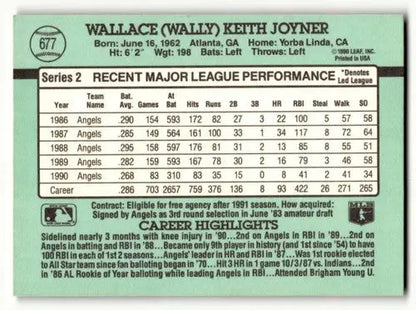 677
WALLACE (WALLY) KEITH JOYNER
Born: June 16, 1962 Atlanta, GA Home: Yorba Linda, CA
Ht: 6' 2" Wgt: 198 Bats: Left Throws: Left
© 1990 LEAF, INC.
Printed in USA
Series 2 RECENT MAJOR LEAGUE PERFORMANCE *Denotes Led League
Year Team Name Bat. Avg. Games At Bat Hits Runs 2B 3B HR RBI Steal Walk SO
1986 Angels .290 154 593 172 82 27 3 22 100 5 57 58
1987 Angels .285 149 564 161 100 33 1 34 117 8 72 64
1988 Angels .295 158 597 176 81 31 2 13 85 8 55 51
1989 Angels .282 159 593 167 78 30 2 16 79 3 46 58
1990 Angels .268 83 310 83 35 15 0 8 41 2 41 34
Career .286 703 2657 759 376 136 8 93 422 26 271 265
Contract: Eligible for free agency after 1991 season. How acquired:
Signed by Angels as 3rd round selection in June '83 amateur draft
CAREER HIGHLIGHTS
Sidelined nearly 3 months with knee injury in '90...2nd on Angels in RBI in '89...2nd
on Angels in batting and RBI in '88...Became only 9th player in history (and 1st since '54) to have
100 RBI in each of 1st 2 seasons...Angels' leader in HR and RBI in '87...Was 1st rookie elected
to All Star team since fan balloting began in '70...Hit 3 HR in 1 game 10/3/87 vs. Indians...2nd
in '86 AL Rookie of Year balloting while leading Angels in RBI...Attended Brigham Young U.
MLB